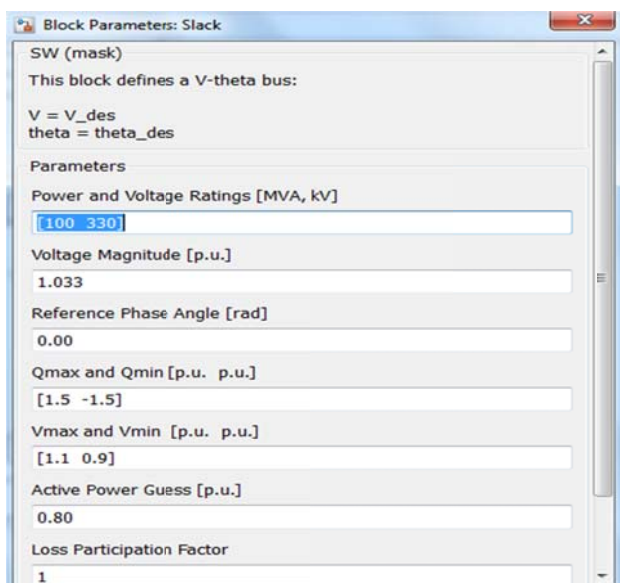 Block Parameters: Slack
SW (mask)
This block defines a V-theta bus:
V = V_des
theta = theta_des
Parameters
Power and Voltage Ratings [MVA, kV]
[100 330]
Voltage Magnitude [p.u.]
1.033
Reference Phase Angle [rad]
0.00
Qmax and Qmin [p.u. p.u.]
[1.5 -1.5]
Vmax and Vmin [p.u. p.u.]
[1.1 0.9]
Active Power Guess [p.u.]
0.80
Loss Participation Factor
1